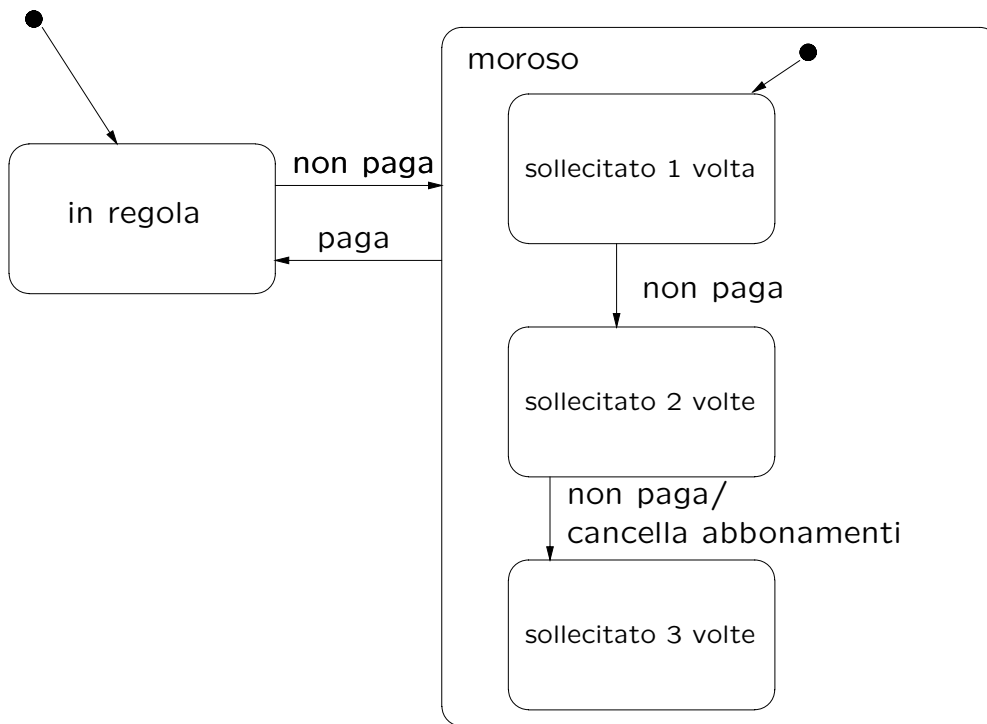 moroso
sollecitato 1 volta
non paga
in regola
paga
non paga
sollecitato 2 volte
non paga/
cancella abbonamenti
sollecitato 3 volte